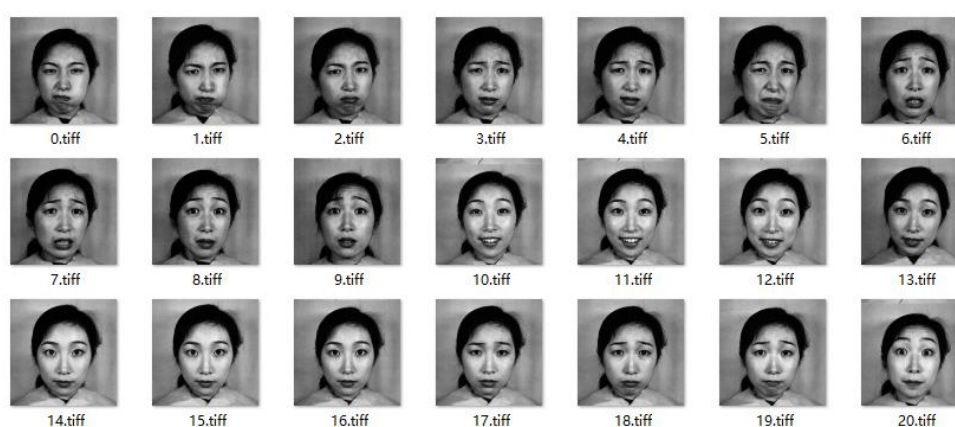 0.tiff 1.tiff 2.tiff 3.tiff 4.tiff 5.tiff 6.tiff
7.tiff 8.tiff 9.tiff 10.tiff 11.tiff 12.tiff 13.tiff
14.tiff 15.tiff 16.tiff 17.tiff 18.tiff 19.tiff 20.tiff